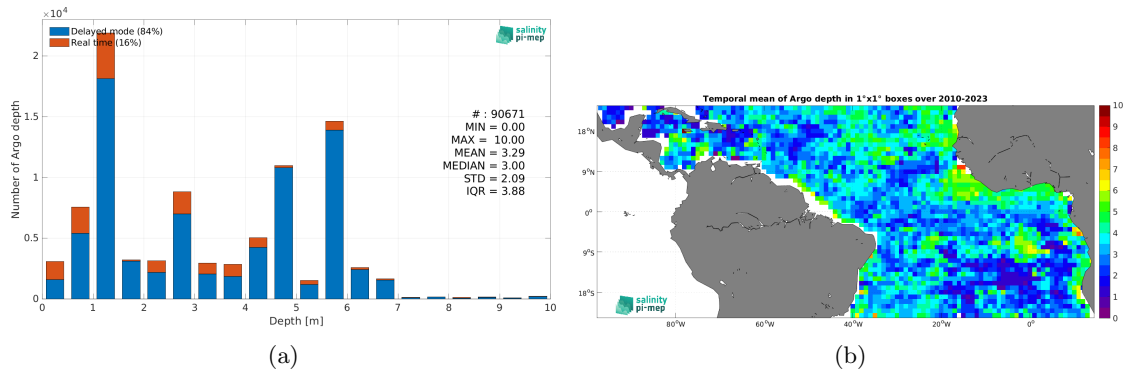 ×10⁴
Delayed mode (84%)
Real time (16%)
salinity
pi-mep
# : 90671
MIN = 0.00
MAX = 10.00
MEAN = 3.29
MEDIAN = 3.00
STD = 2.09
IQR = 3.88
Number of Argo depth
2
1.5
1
0.5
0
0 1 2 3 4 5 6 7 8 9 10
Depth [m]
(a)
Temporal mean of Argo depth in 1°x1° boxes over 2010-2023
18°N
9°N
0°
9°S
18°S
80°W 60°W 40°W 20°W 0°
10
9
8
7
6
5
4
3
2
1
0
salinity
pi-mep
(b)